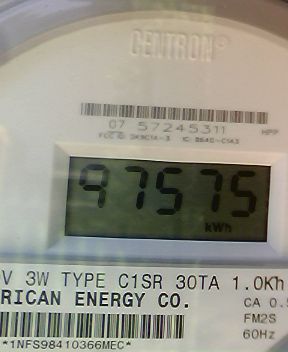 CENTRON®
07 57245311 HPP
97575
kWh
V 3W TYPE C1SR 30TA 1.0Kh
RICAN ENERGY CO.
CA 0.5
FM2S
60Hz
*1NFS98410366MEC*